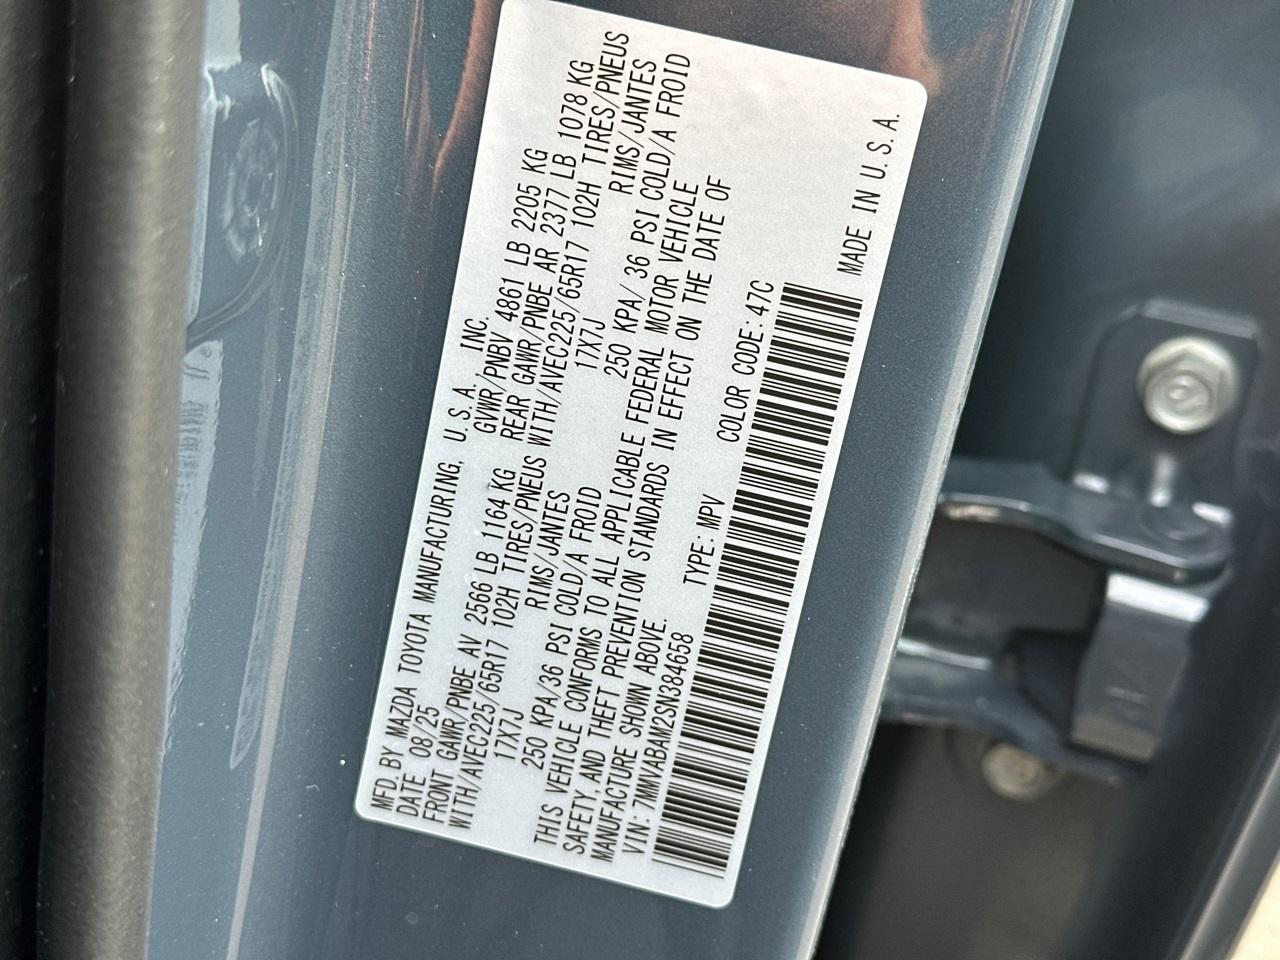 MFD. BY MAZDA TOYOTA MANUFACTURING, U.S.A., INC.
DATE 08/25 GVWR/PNBV 4861 LB 2205 KG
FRONT GAWR/PNBE AV 2566 LB 1164 KG REAR GAWR/PNBE AR 2377 LB 1078 KG
WITH/AVEC225/65R17 102H TIRES/PNEUS WITH/AVEC225/65R17 102H TIRES/PNEUS
17X7J RIMS/JANTES 17X7J RIMS/JANTES
250 KPA/36 PSI COLD/A FROID 250 KPA/ 36 PSI COLD/A FROID
THIS VEHICLE CONFORMS TO ALL APPLICABLE FEDERAL MOTOR VEHICLE
SAFETY, AND THEFT PREVENTION STANDARDS IN EFFECT ON THE DATE OF
MANUFACTURE SHOWN ABOVE.
VIN: 7MMVABAM2SN384658 TYPE: MPV COLOR CODE: 47C
MADE IN U.S.A.